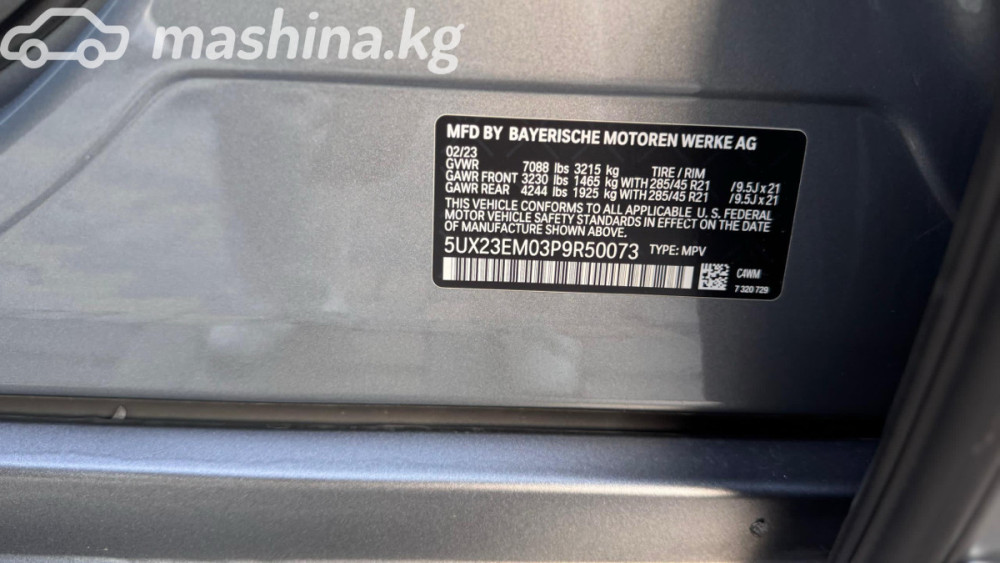 mashina.kg
MFD BY BAYERISCHE MOTOREN WERKE AG
02/23
GVWR 7088 lbs 3215 kg TIRE / RIM
GAWR FRONT 3230 lbs 1465 kg WITH 285/45 R21 /9.5J x 21
GAWR REAR 4244 lbs 1925 kg WITH 285/45 R21 /9.5J x 21
THIS VEHICLE CONFORMS TO ALL APPLICABLE U. S. FEDERAL
MOTOR VEHICLE SAFETY STANDARDS IN EFFECT ON THE DATE
OF MANUFACTURE SHOWN ABOVE.
5UX23EM03P9R50073 TYPE: MPV
C4WM
7 320 729